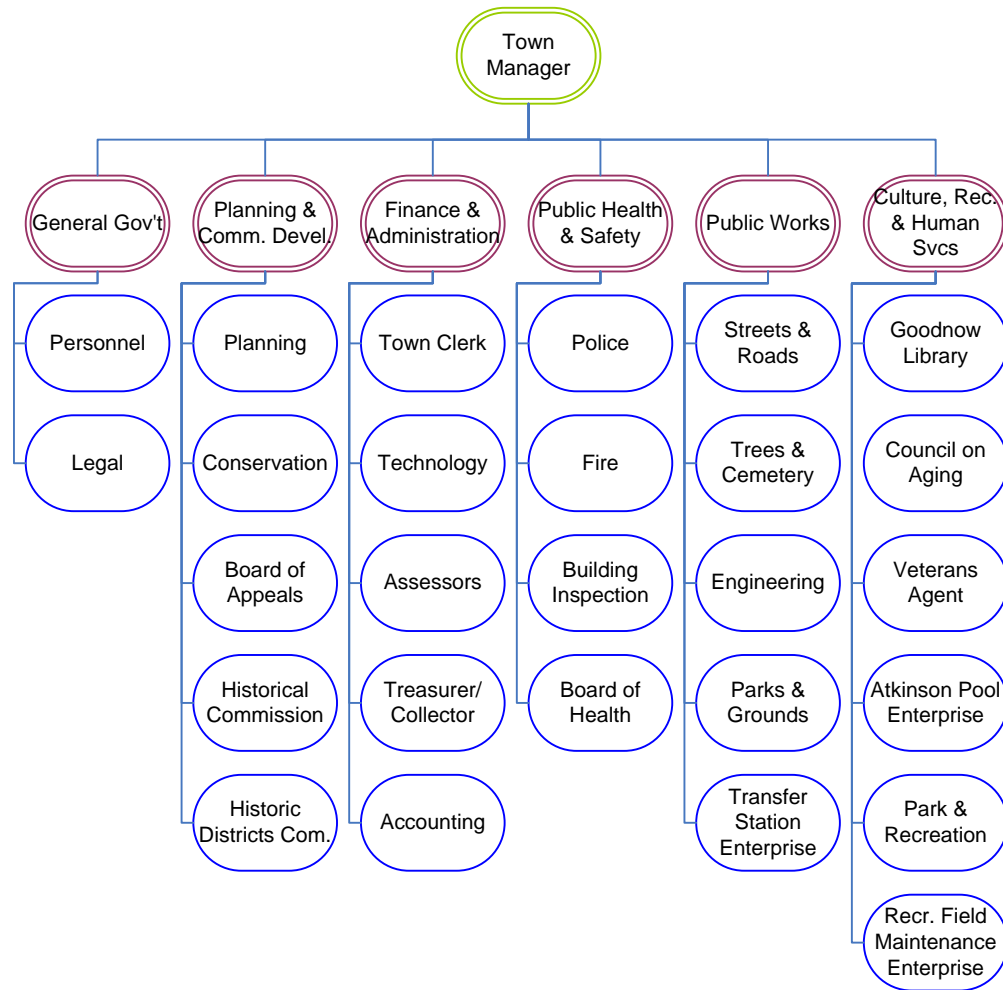 Town
Manager
General Gov't
Planning &
Comm. Devel.
Finance &
Administration
Public Health
& Safety
Public Works
Culture, Rec.
& Human
Svcs
Personnel
Planning
Town Clerk
Police
Streets &
Roads
Goodnow
Library
Legal
Conservation
Technology
Fire
Trees &
Cemetery
Council on
Aging
Board of
Appeals
Assessors
Building
Inspection
Engineering
Veterans
Agent
Historical
Commission
Treasurer/
Collector
Board of
Health
Parks &
Grounds
Atkinson Pool
Enterprise
Historic
Districts Com.
Accounting
Transfer
Station
Enterprise
Park &
Recreation
Recr. Field
Maintenance
Enterprise